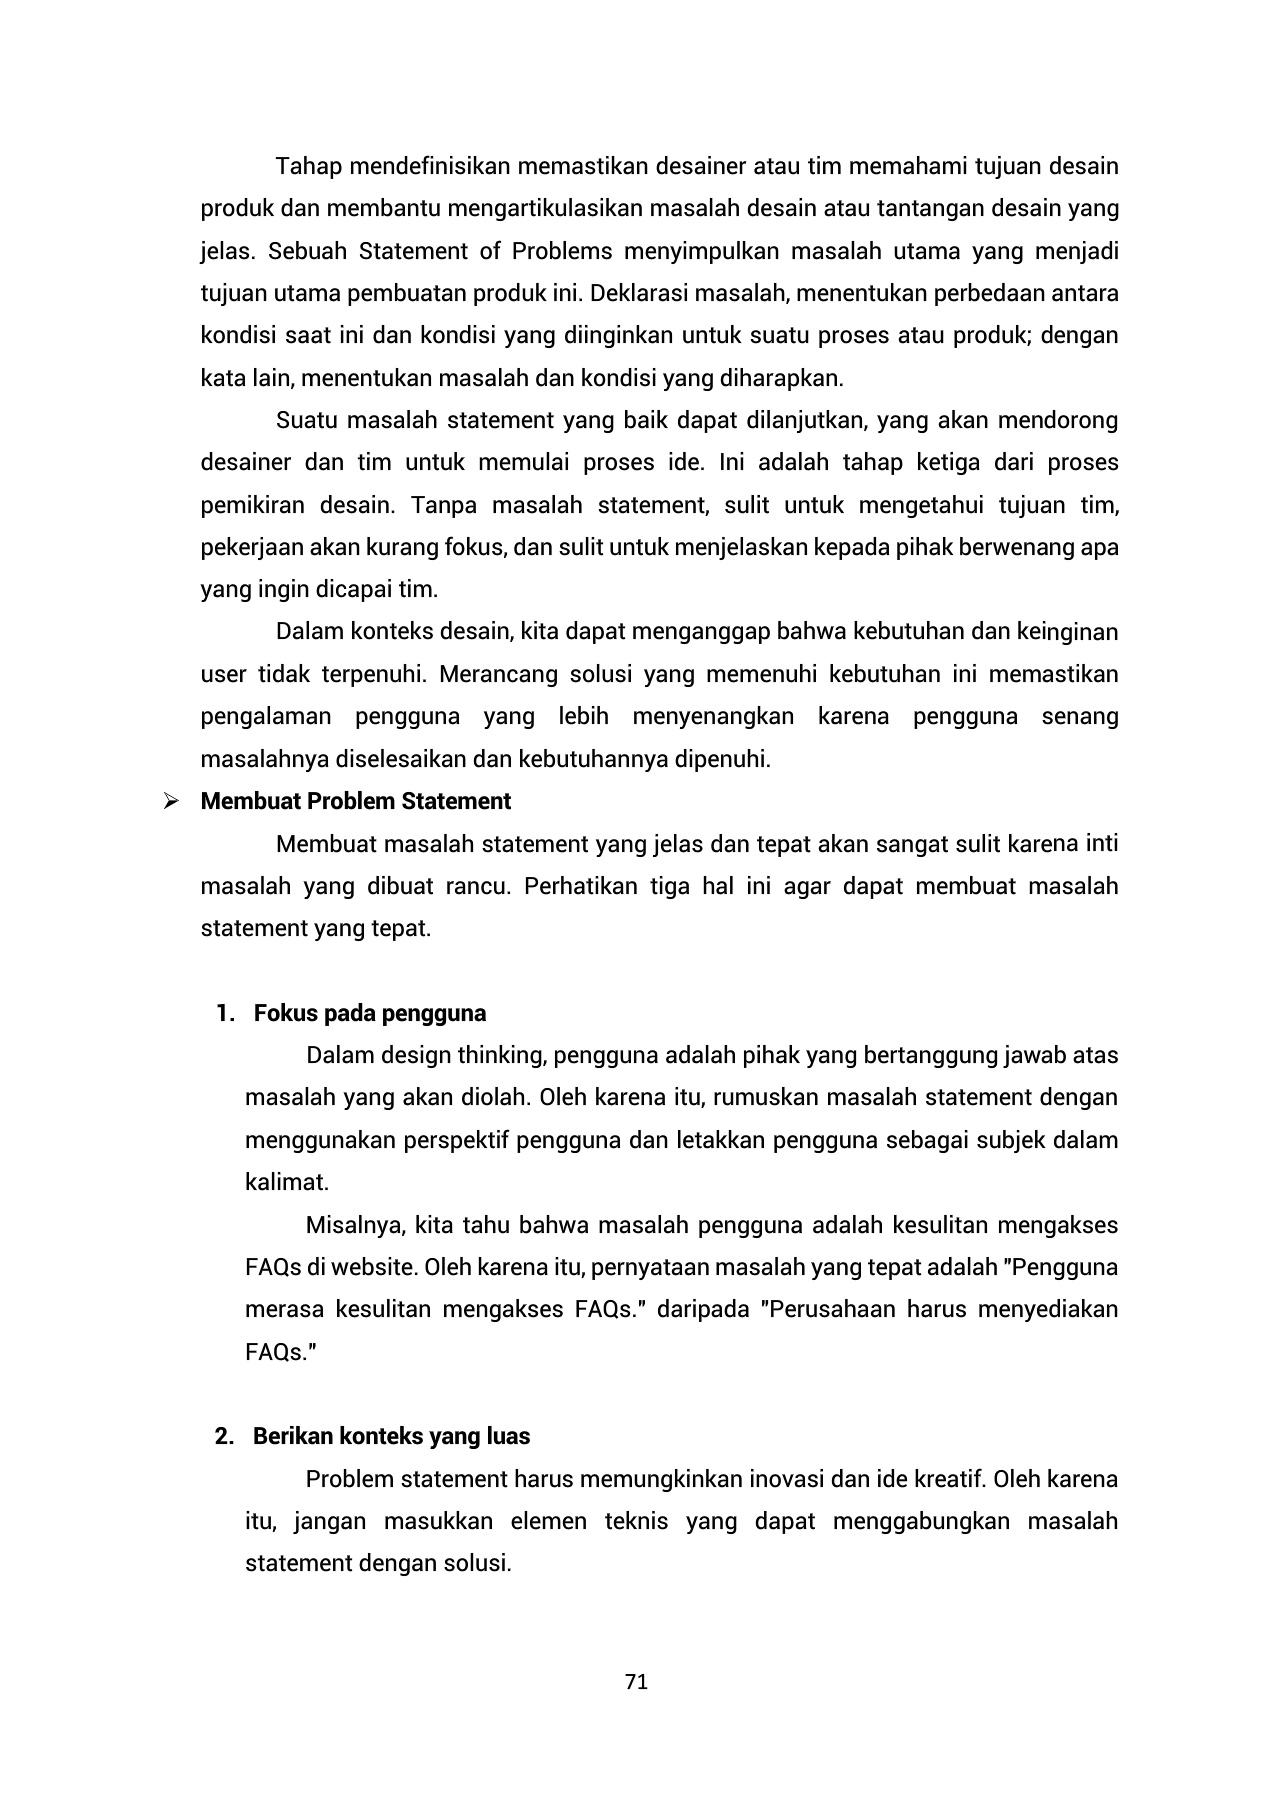 Tahap mendefinisikan memastikan desainer atau tim memahami tujuan desain
produk dan membantu mengartikulasikan masalah desain atau tantangan desain yang
jelas. Sebuah Statement of Problems menyimpulkan masalah utama yang menjadi
tujuan utama pembuatan produk ini. Deklarasi masalah, menentukan perbedaan antara
kondisi saat ini dan kondisi yang diinginkan untuk suatu proses atau produk; dengan
kata lain, menentukan masalah dan kondisi yang diharapkan.
Suatu masalah statement yang baik dapat dilanjutkan, yang akan mendorong
desainer dan tim untuk memulai proses ide. Ini adalah tahap ketiga dari proses
pemikiran desain. Tanpa masalah statement, sulit untuk mengetahui tujuan tim,
pekerjaan akan kurang fokus, dan sulit untuk menjelaskan kepada pihak berwenang apa
yang ingin dicapai tim.
Dalam konteks desain, kita dapat menganggap bahwa kebutuhan dan keinginan
user tidak terpenuhi. Merancang solusi yang memenuhi kebutuhan ini memastikan
pengalaman pengguna yang lebih menyenangkan karena pengguna senang
masalahnya diselesaikan dan kebutuhannya dipenuhi.
➢ Membuat Problem Statement
Membuat masalah statement yang jelas dan tepat akan sangat sulit karena inti
masalah yang dibuat rancu. Perhatikan tiga hal ini agar dapat membuat masalah
statement yang tepat.
1. Fokus pada pengguna
Dalam design thinking, pengguna adalah pihak yang bertanggung jawab atas
masalah yang akan diolah. Oleh karena itu, rumuskan masalah statement dengan
menggunakan perspektif pengguna dan letakkan pengguna sebagai subjek dalam
kalimat.
Misalnya, kita tahu bahwa masalah pengguna adalah kesulitan mengakses
FAQs di website. Oleh karena itu, pernyataan masalah yang tepat adalah "Pengguna
merasa kesulitan mengakses FAQs." daripada "Perusahaan harus menyediakan
FAQs."
2. Berikan konteks yang luas
Problem statement harus memungkinkan inovasi dan ide kreatif. Oleh karena
itu, jangan masukkan elemen teknis yang dapat menggabungkan masalah
statement dengan solusi.
71